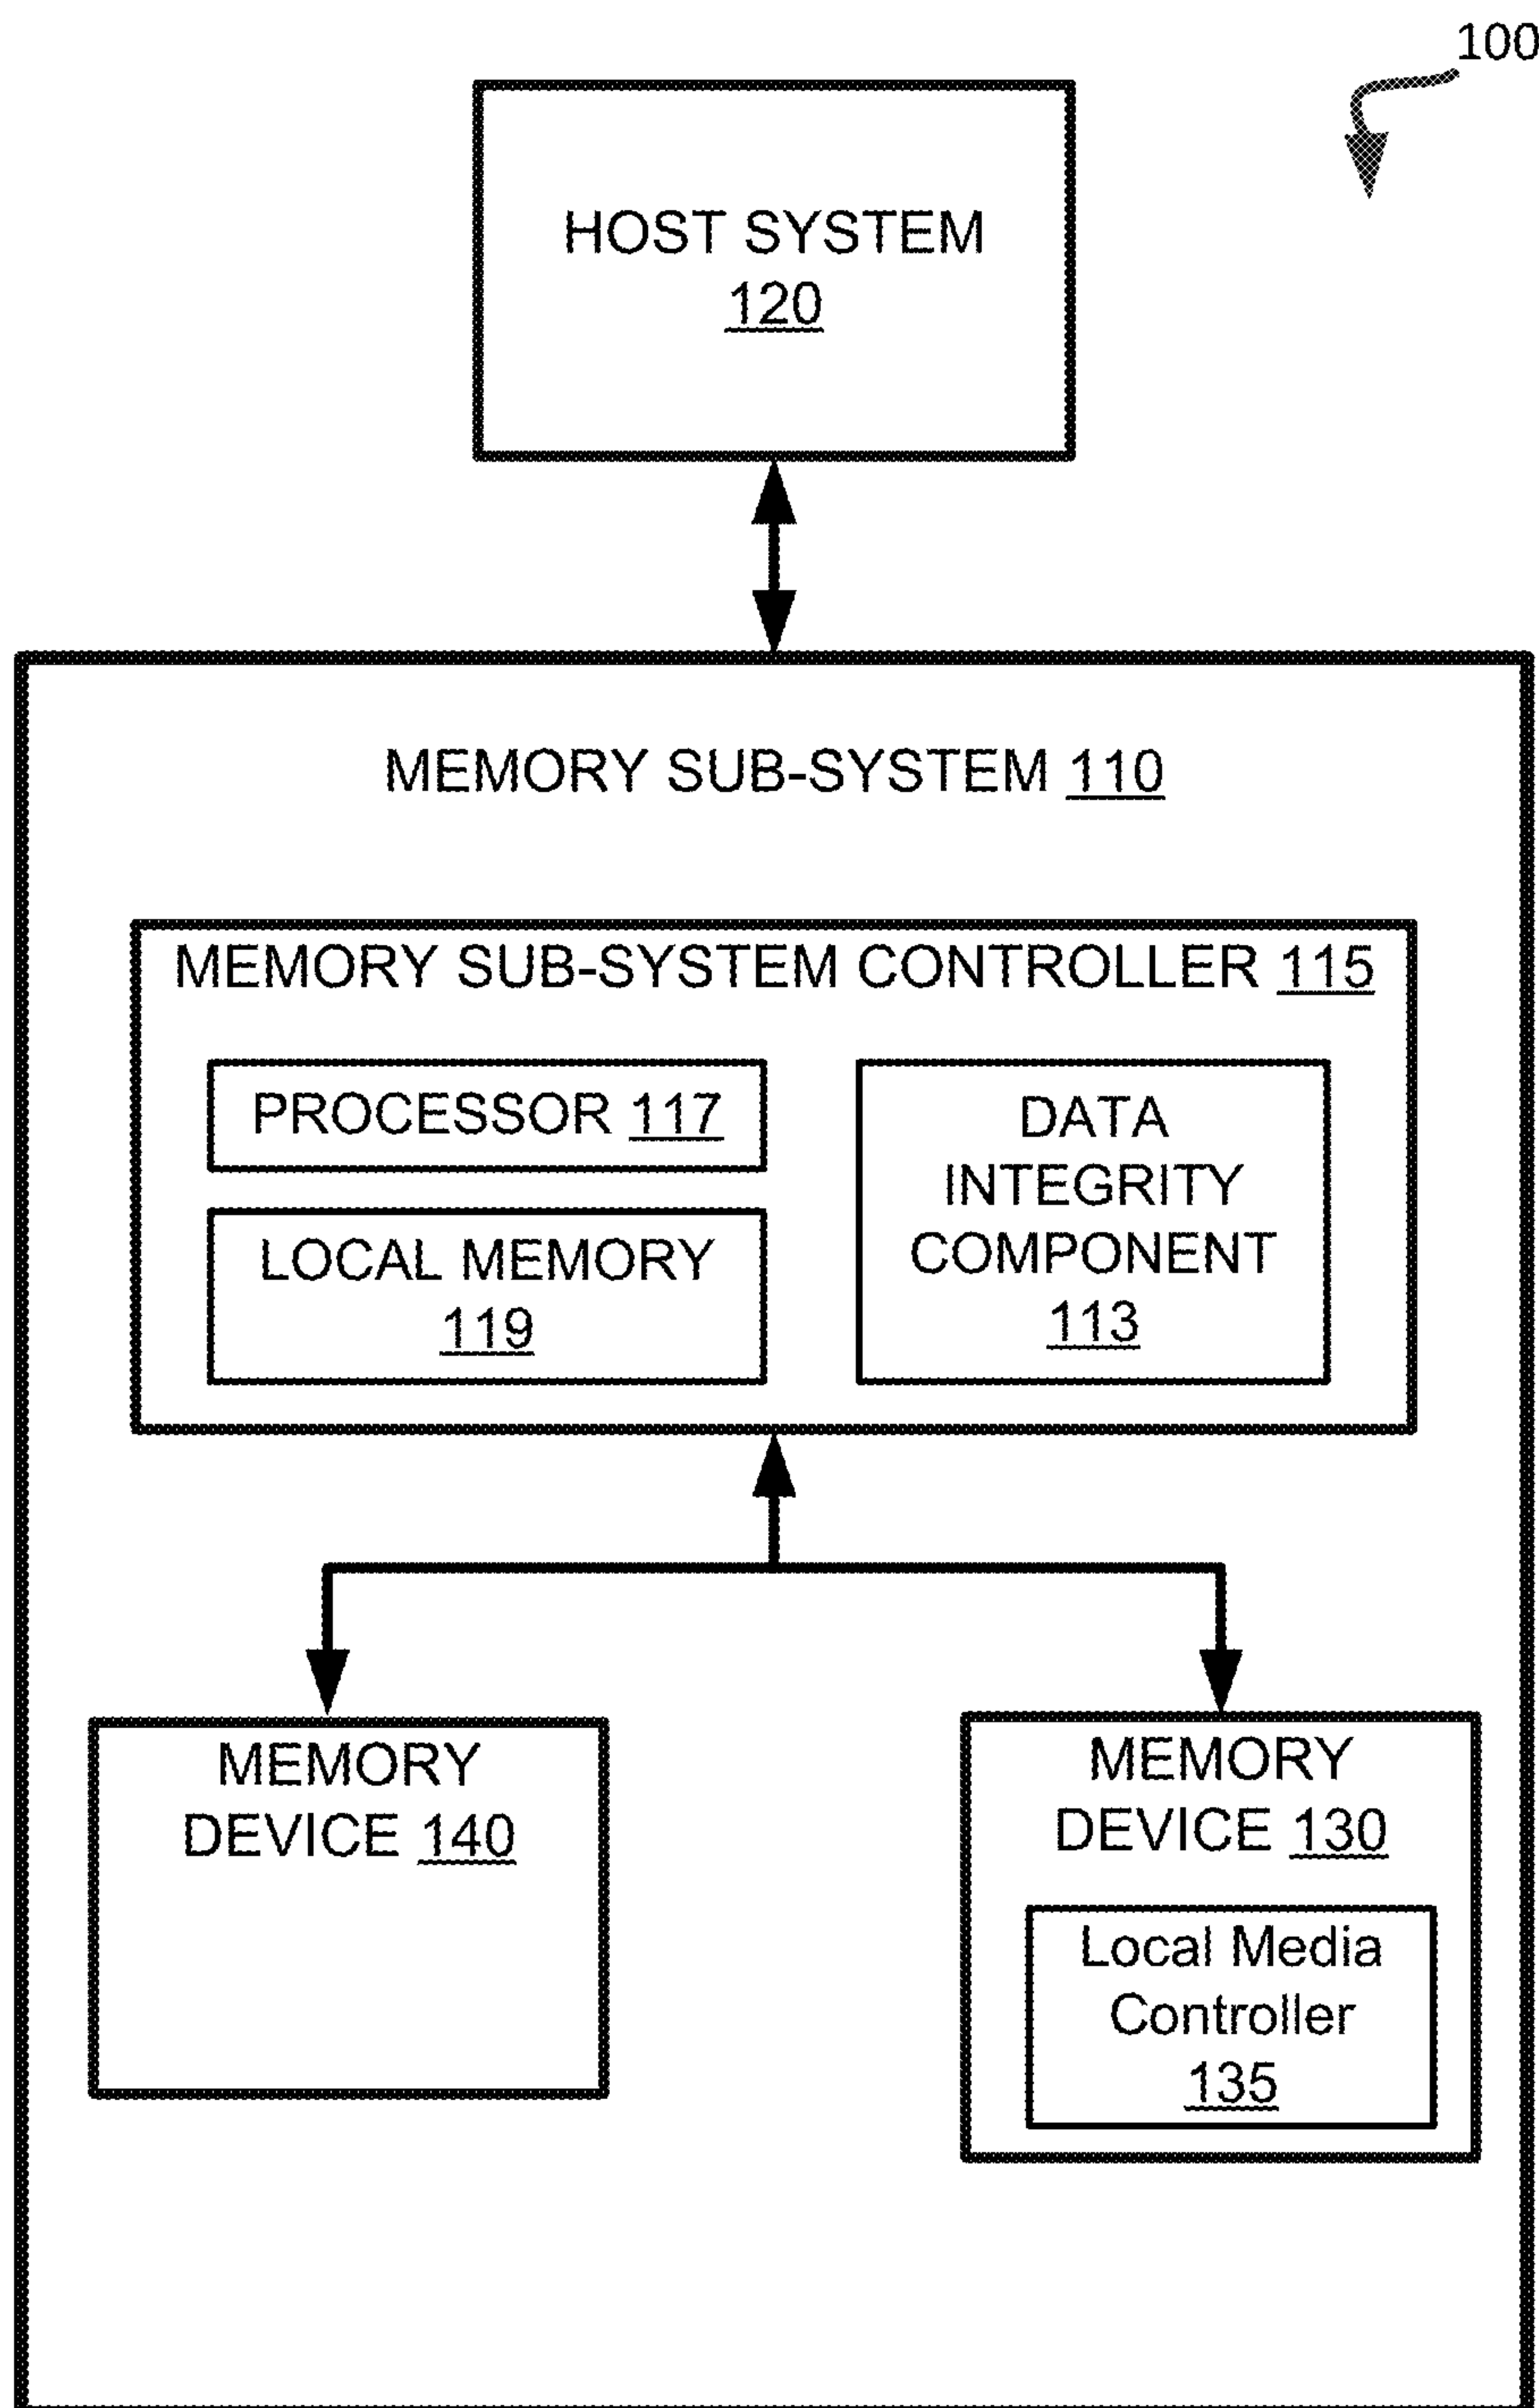 100
HOST SYSTEM
120
MEMORY SUB-SYSTEM 110
MEMORY SUB-SYSTEM CONTROLLER 115
PROCESSOR 117
LOCAL MEMORY
119
DATA
INTEGRITY
COMPONENT
113
MEMORY
DEVICE 140
MEMORY
DEVICE 130
Local Media
Controller
135